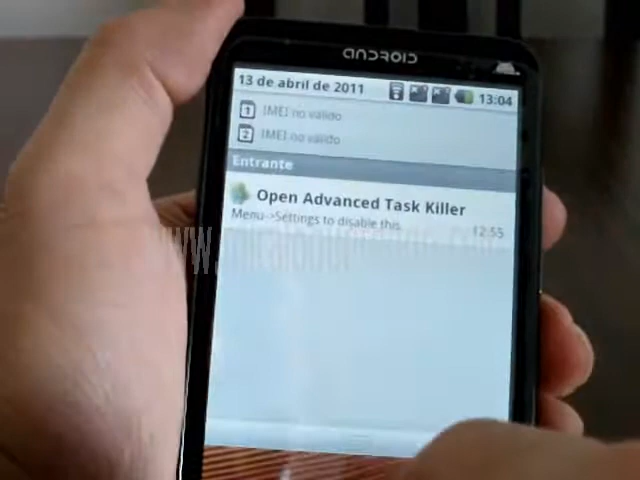 ANDROID
13 de abril de 2011 13:04
1 IMEI no valido
2 IMEI no valido
Entrante
Open Advanced Task Killer
Menu->Settings to disable this. 12:55